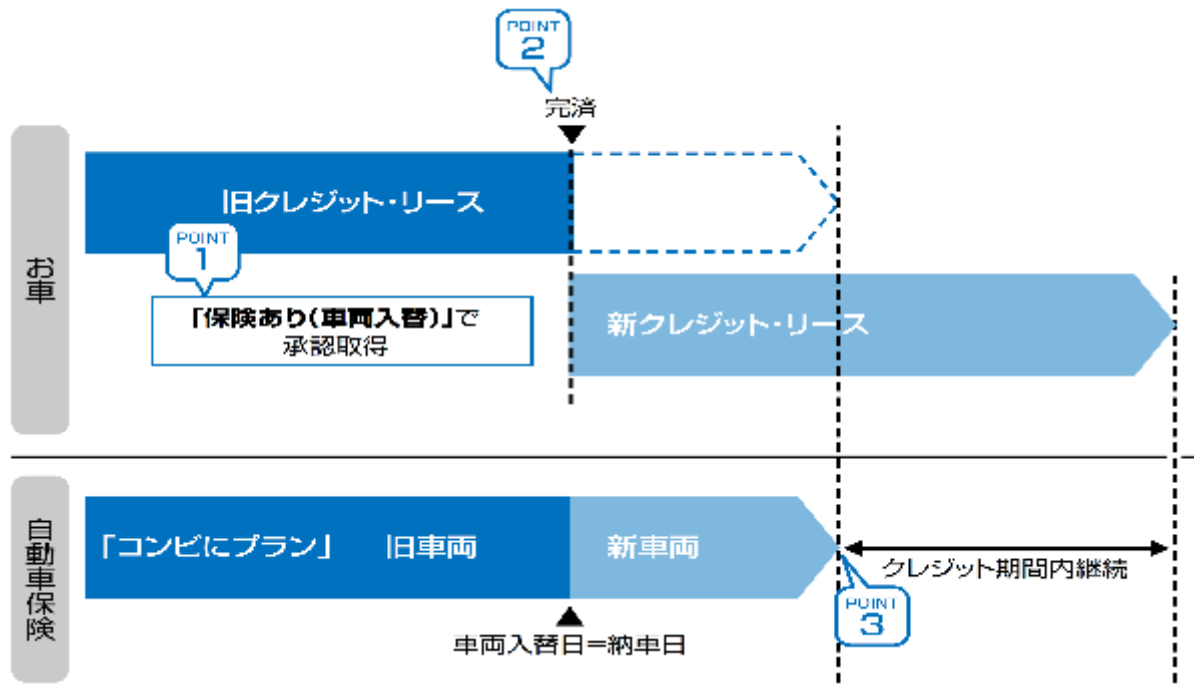 POINT
2
完済
お車
旧クレジット・リース
POINT
1
「保険あり(車両入替)」で
承認取得
新クレジット・リース
自動車保険
「コンビにプラン」 旧車両
新車両
クレジット期間内継続
POINT
3
車両入替日=納車日